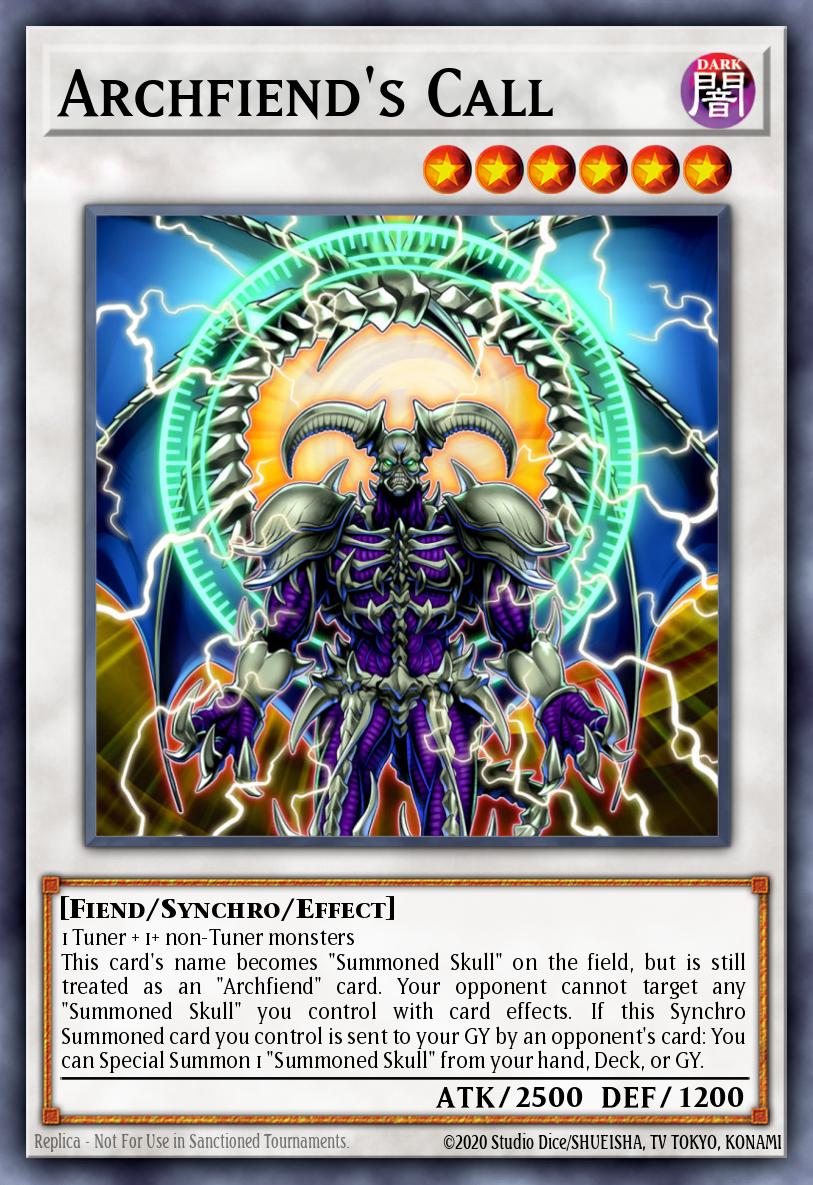 Archfiend's Call
DARK
闇
[Fiend/Synchro/Effect]
1 Tuner + 1+ non-Tuner monsters
This card's name becomes "Summoned Skull" on the field, but is still
treated as an "Archfiend" card. Your opponent cannot target any
"Summoned Skull" you control with card effects. If this Synchro
Summoned card you control is sent to your GY by an opponent's card: You
can Special Summon 1 "Summoned Skull" from your hand, Deck, or GY.
ATK/2500 DEF/1200
Replica - Not For Use in Sanctioned Tournaments.
©2020 Studio Dice/SHUEISHA, TV TOKYO, KONAMI